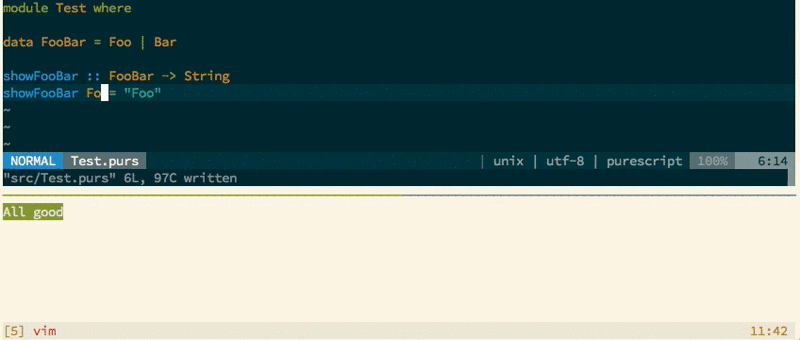 module Test where
data FooBar = Foo | Bar
showFooBar :: FooBar -> String
showFooBar Fo = "Foo"
~
~
~
NORMAL Test.purs | unix | utf-8 | purescript 100% 6:14
"src/Test.purs" 6L, 97C written
All good
[5] vim 11:42